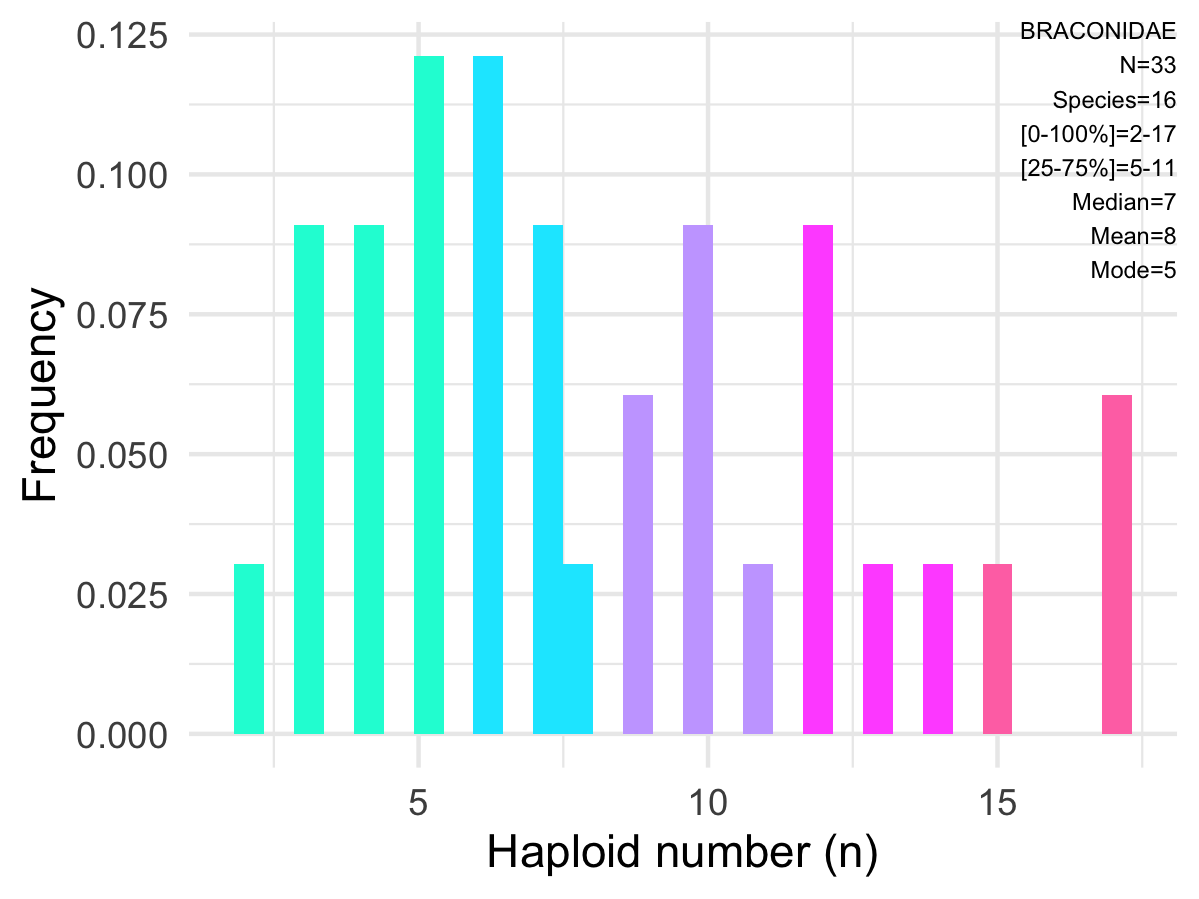 BRACONIDAE
N=33
Species=16
[0-100%]=2-17
[25-75%]=5-11
Median=7
Mean=8
Mode=5
Frequency
0.125
0.100
0.075
0.050
0.025
0.000
5 10 15
Haploid number (n)